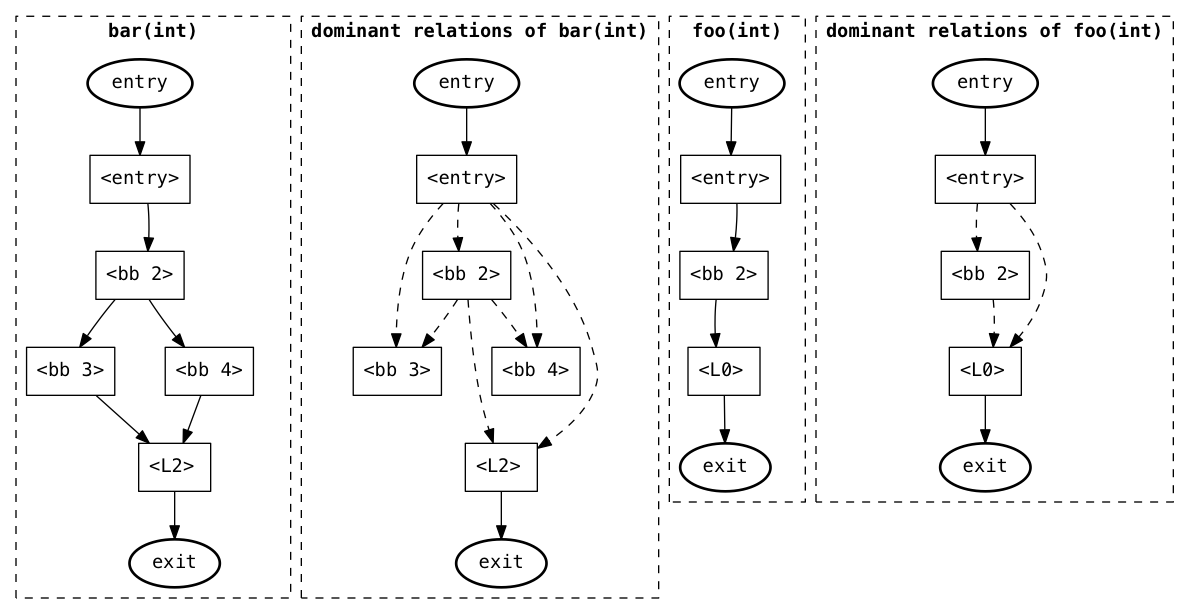 bar(int)
entry
<entry>
<bb 2>
<bb 3>
<bb 4>
<L2>
exit
dominant relations of bar(int)
entry
<entry>
<bb 2>
<bb 3>
<bb 4>
<L2>
exit
foo(int)
entry
<entry>
<bb 2>
<L0>
exit
dominant relations of foo(int)
entry
<entry>
<bb 2>
<L0>
exit